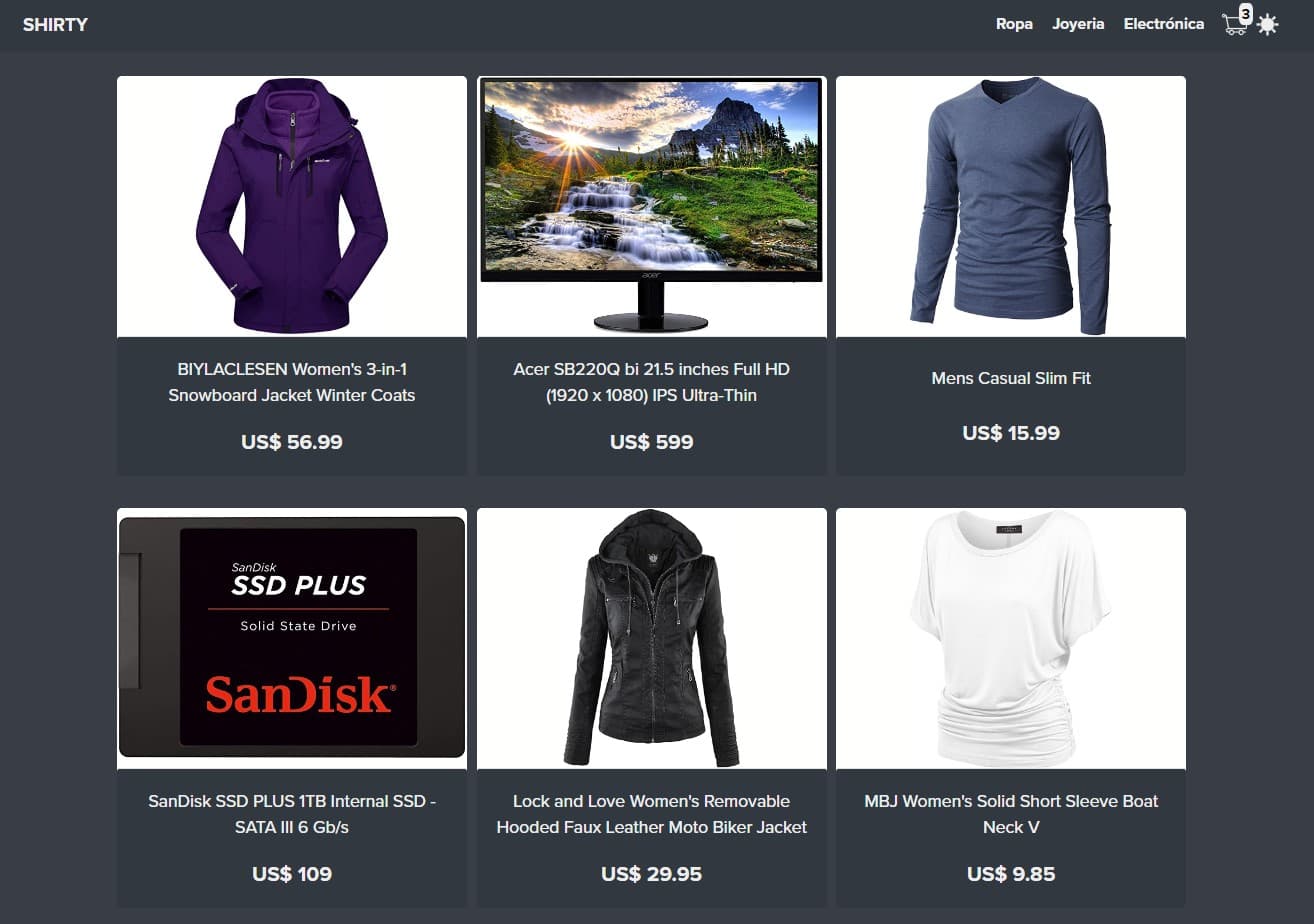 SHIRTY
Ropa Joyeria Electrónica 3
acer
BIYLACLESEN Women's 3-in-1
Snowboard Jacket Winter Coats
US$ 56.99
Acer SB220Q bi 21.5 inches Full HD
(1920 x 1080) IPS Ultra-Thin
US$ 599
Mens Casual Slim Fit
US$ 15.99
SanDisk
SSD PLUS
Solid State Drive
SanDisk®
SanDisk SSD PLUS 1TB Internal SSD -
SATA III 6 Gb/s
US$ 109
Lock and Love Women's Removable
Hooded Faux Leather Moto Biker Jacket
US$ 29.95
MBJ Women's Solid Short Sleeve Boat
Neck V
US$ 9.85